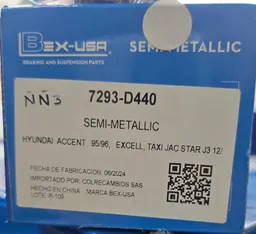 BEX-USA®
BRAKING AND SUSPENSION PARTS
SEMI-METALLIC
NN3
7293-D440
SEMI-METALLIC
HYUNDAI ACCENT 95/96, EXCELL, TAXI JAC STAR J3 12/
FECHA DE FABRICACION: 06/2024
IMPORTADO POR: COLRECAMBIOS SAS
HECHO EN CHINA MARCA BEX-USA
LOTE: R-109